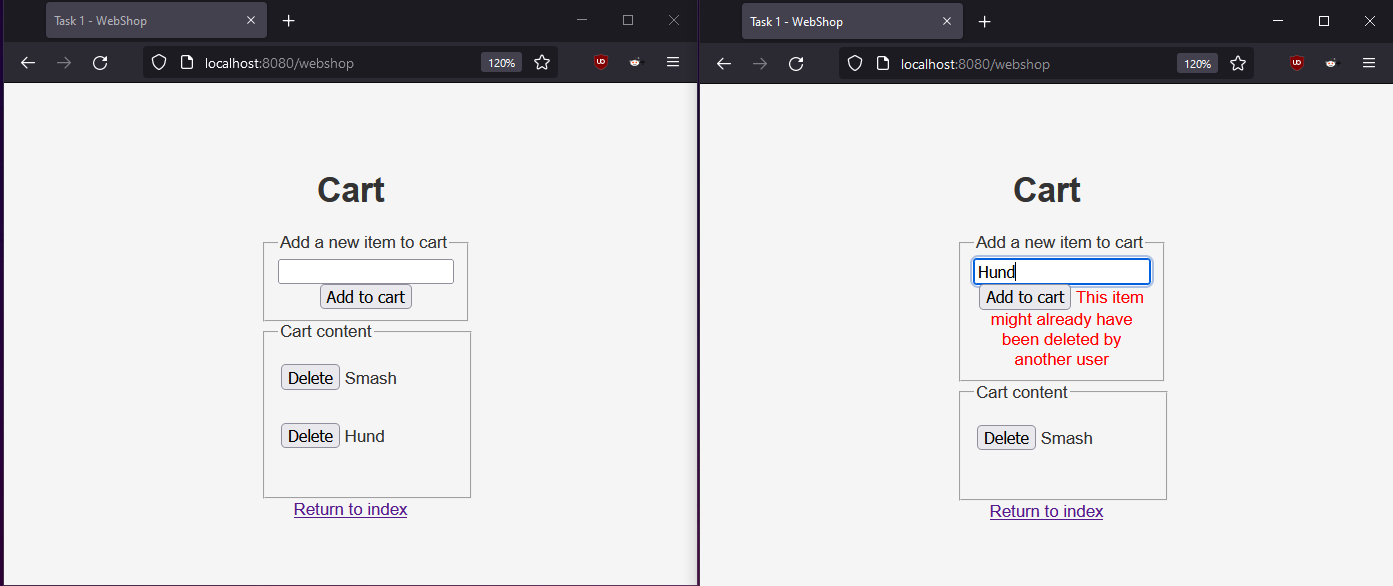 Task 1 - WebShop
localhost:8080/webshop
120%
Cart
Add a new item to cart
Add to cart
Cart content
Delete Smash
Delete Hund
Return to index
Task 1 - WebShop
localhost:8080/webshop
120%
Cart
Add a new item to cart
Hund
Add to cart This item
might already have
been deleted by
another user
Cart content
Delete Smash
Return to index